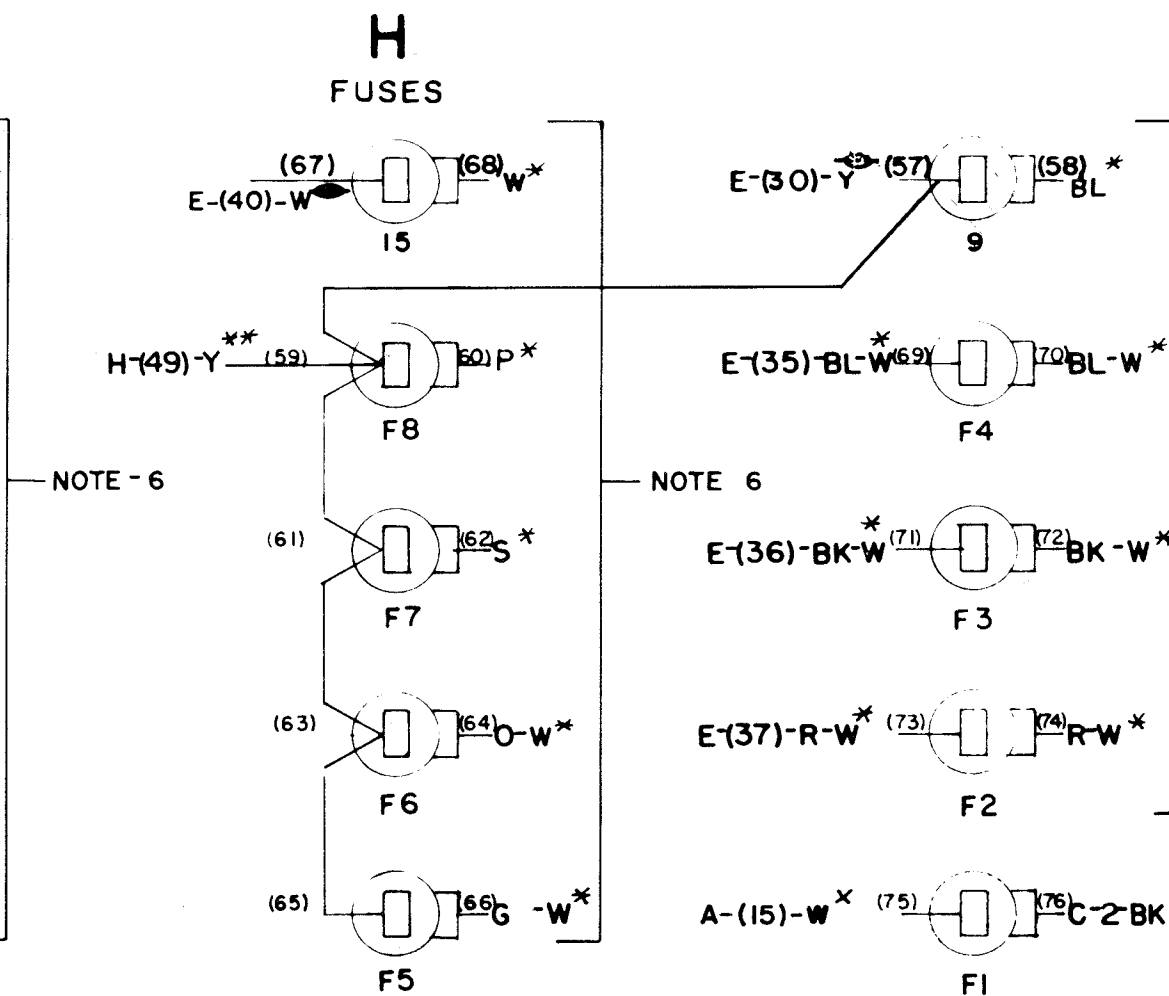 H
FUSES
(67) (68) W*
E-(40)-W
15
E-(30)-Y (57) (58) BL*
9
H-(49)-Y** (59) (60) P*
F8
E-(35)-BL-W* (69) (70) BL-W*
F4
NOTE-6
NOTE 6
(61) (62) S*
F7
E-(36)-BK-W* (71) (72) BK-W*
F3
(63) (64) O-W*
F6
E-(37)-R-W* (73) (74) R-W*
F2
(65) (66) G -W*
F5
A-(15)-W* (75) (76) C-2-BK
F1